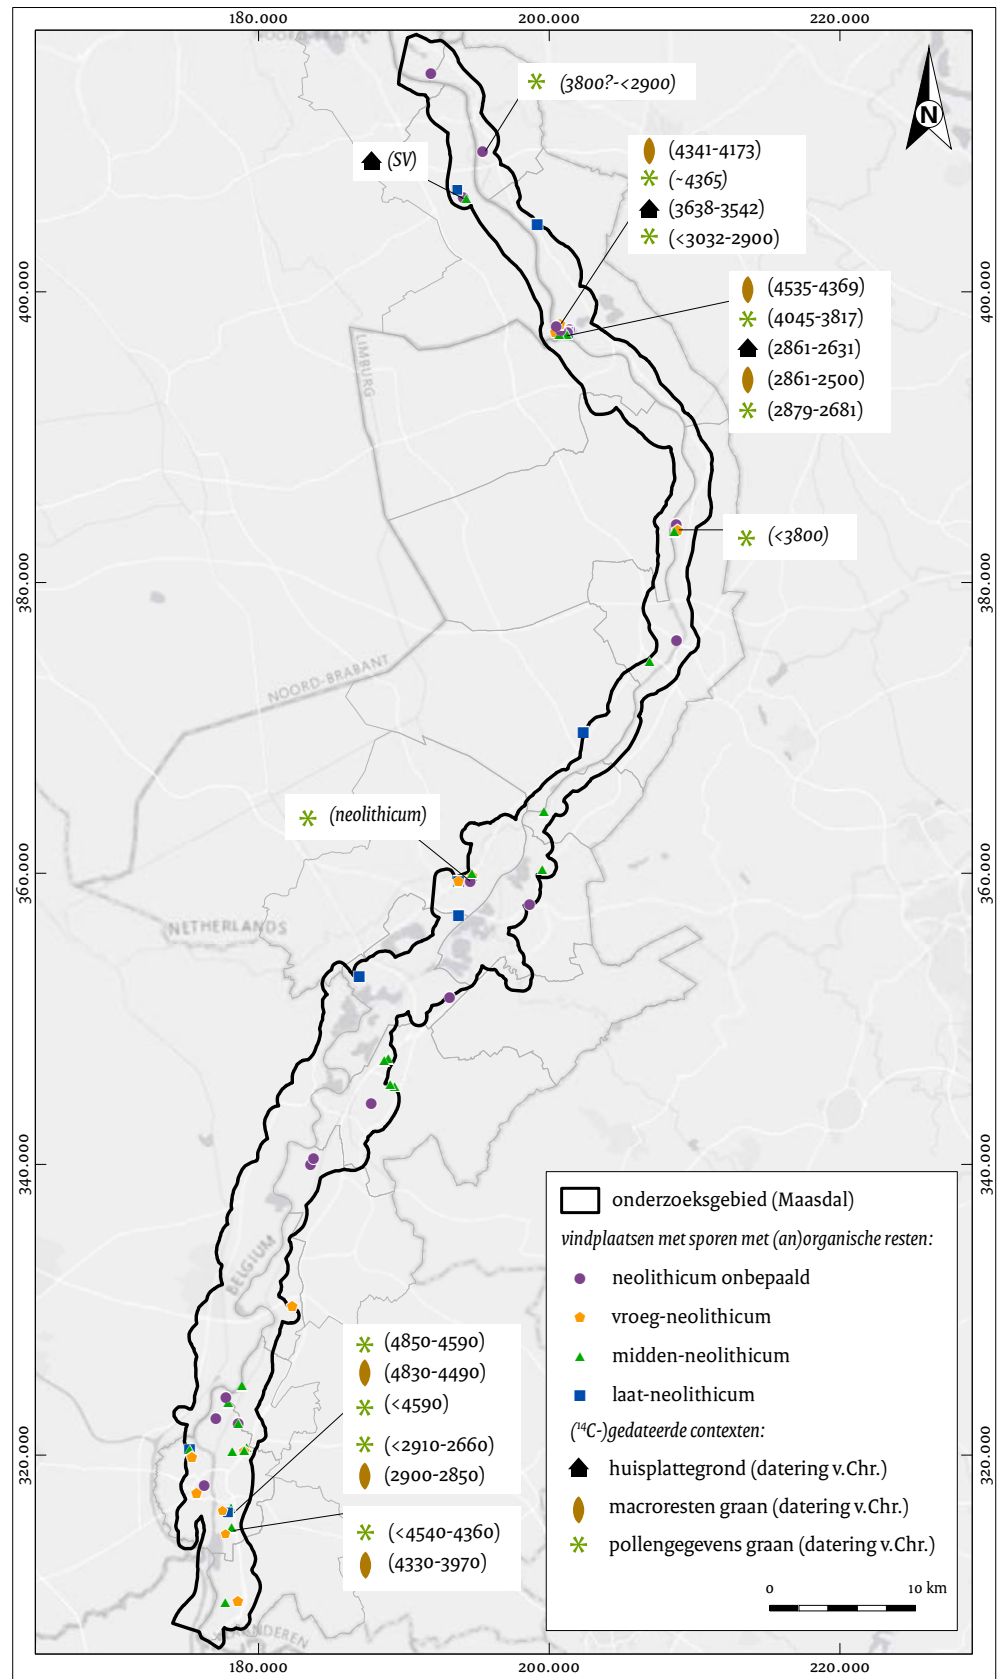 180.000
200.000
220.000
NOORD-BRABANT
(3800?-<2900)
N
(SV)
(4341-4173)
(~4365)
(3638-3542)
(<3032-2900)
400.000
400.000
(4535-4369)
(4045-3817)
(2861-2631)
(2861-2500)
(2879-2681)
LIMBURG
(<3800)
380.000
380.000
NOORD-BRABANT
(neolithicum)
360.000
360.000
NETHERLANDS
340.000
340.000
BELGIUM
onderzoeksgebied (Maasdal)
vindplaatsen met sporen met (an)organische resten:
neolithicum onbepaald
vroeg-neolithicum
midden-neolithicum
laat-neolithicum
(14C-)gedateerde contexten:
huisplattegrond (datering v.Chr.)
macroresten graan (datering v.Chr.)
pollengegevens graan (datering v.Chr.)
0 10 km
(4850-4590)
(4830-4490)
(<4590)
(<2910-2660)
(2900-2850)
320.000
320.000
(<4540-4360)
(4330-3970)
180.000
200.000
220.000